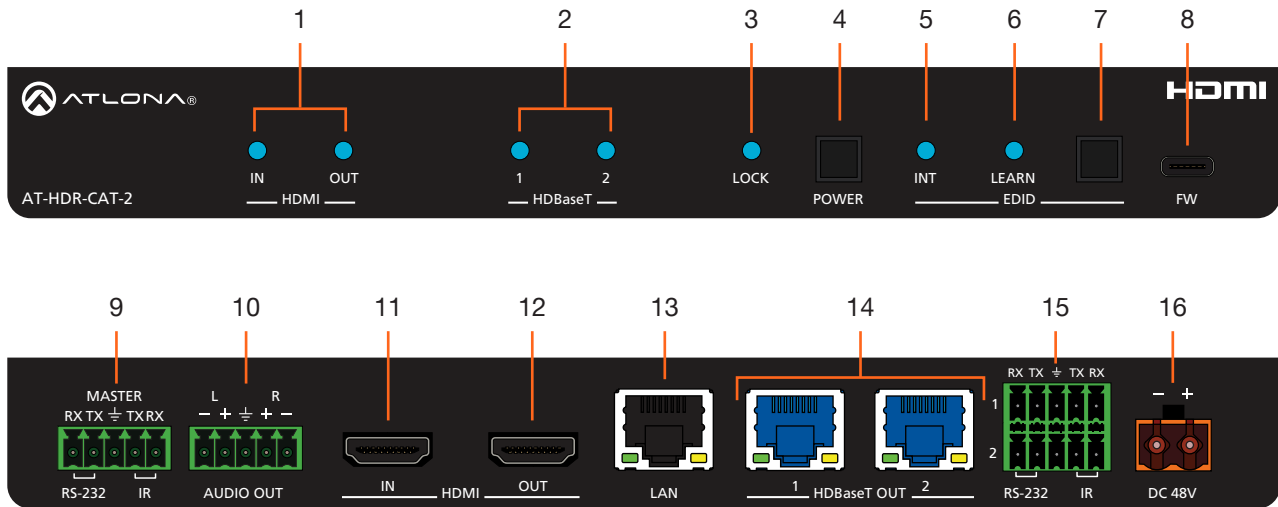 1 2 3 4 5 6 7 8
ATLONA® HDMI
IN OUT 1 2 LOCK POWER INT LEARN FW
HDMI HDBaseT EDID
AT-HDR-CAT-2
9 10 11 12 13 14 15 16
MASTER L R RX TX TX RX − +
RX TX TX RX − + + − 1
2
RS-232 IR AUDIO OUT IN HDMI OUT LAN 1 HDBaseT OUT 2 RS-232 IR DC 48V